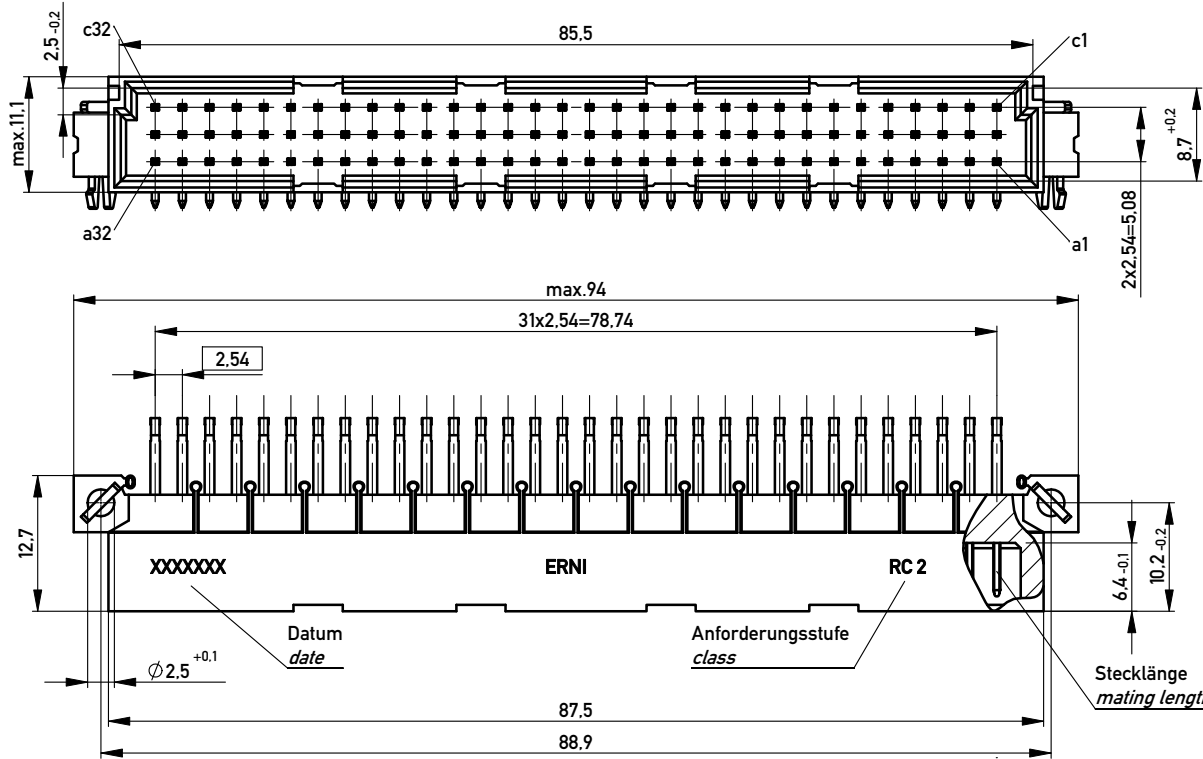 c32
85,5
c1
2,5 -0,2
max.11,1
8,7 +0,2
2x2,54=5,08
a32
a1
max.94
31x2,54=78,74
2,54
12,7
XXXXXXX
ERNI
RC 2
6,4 -0,1
10,2 -0,2
Datum
date
Anforderungsstufe
class
Ø 2,5 +0,1
Stecklänge
mating length
87,5
88,9